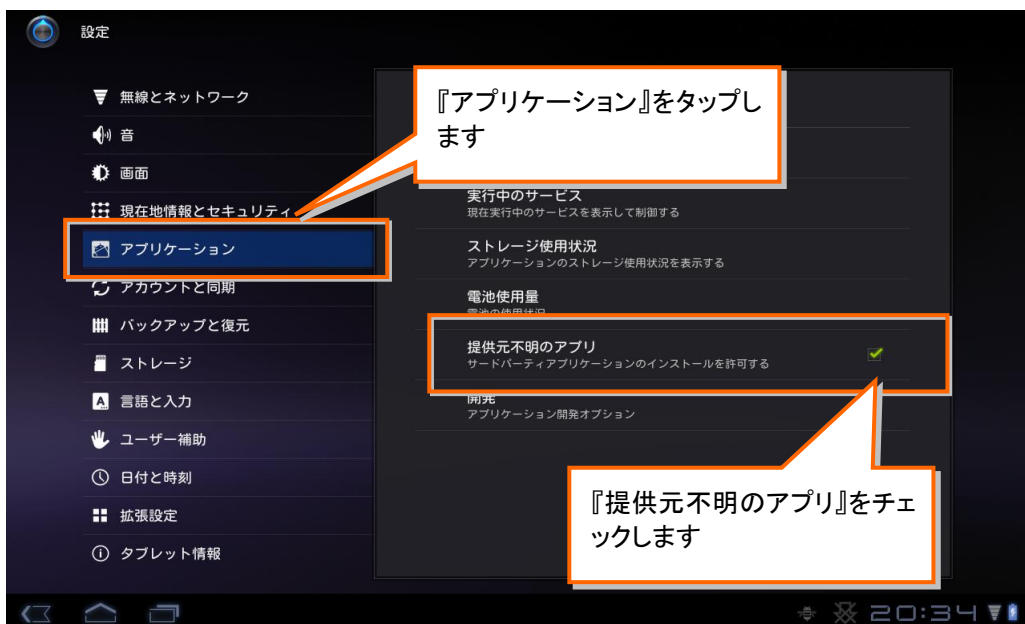 設定
無線とネットワーク
音
画面
現在地情報とセキュリティ
アプリケーション
アカウントと同期
バックアップと復元
ストレージ
言語と入力
ユーザー補助
日付と時刻
拡張設定
タブレット情報
『アプリケーション』をタップし
ます
実行中のサービス
現在実行中のサービスを表示して制御する
ストレージ使用状況
アプリケーションのストレージ使用状況を表示する
電池使用量
電池の使用状況
提供元不明のアプリ
サードパーティアプリケーションのインストールを許可する
開発
アプリケーション開発オプション
『提供元不明のアプリ』をチェ
ックします
20:34